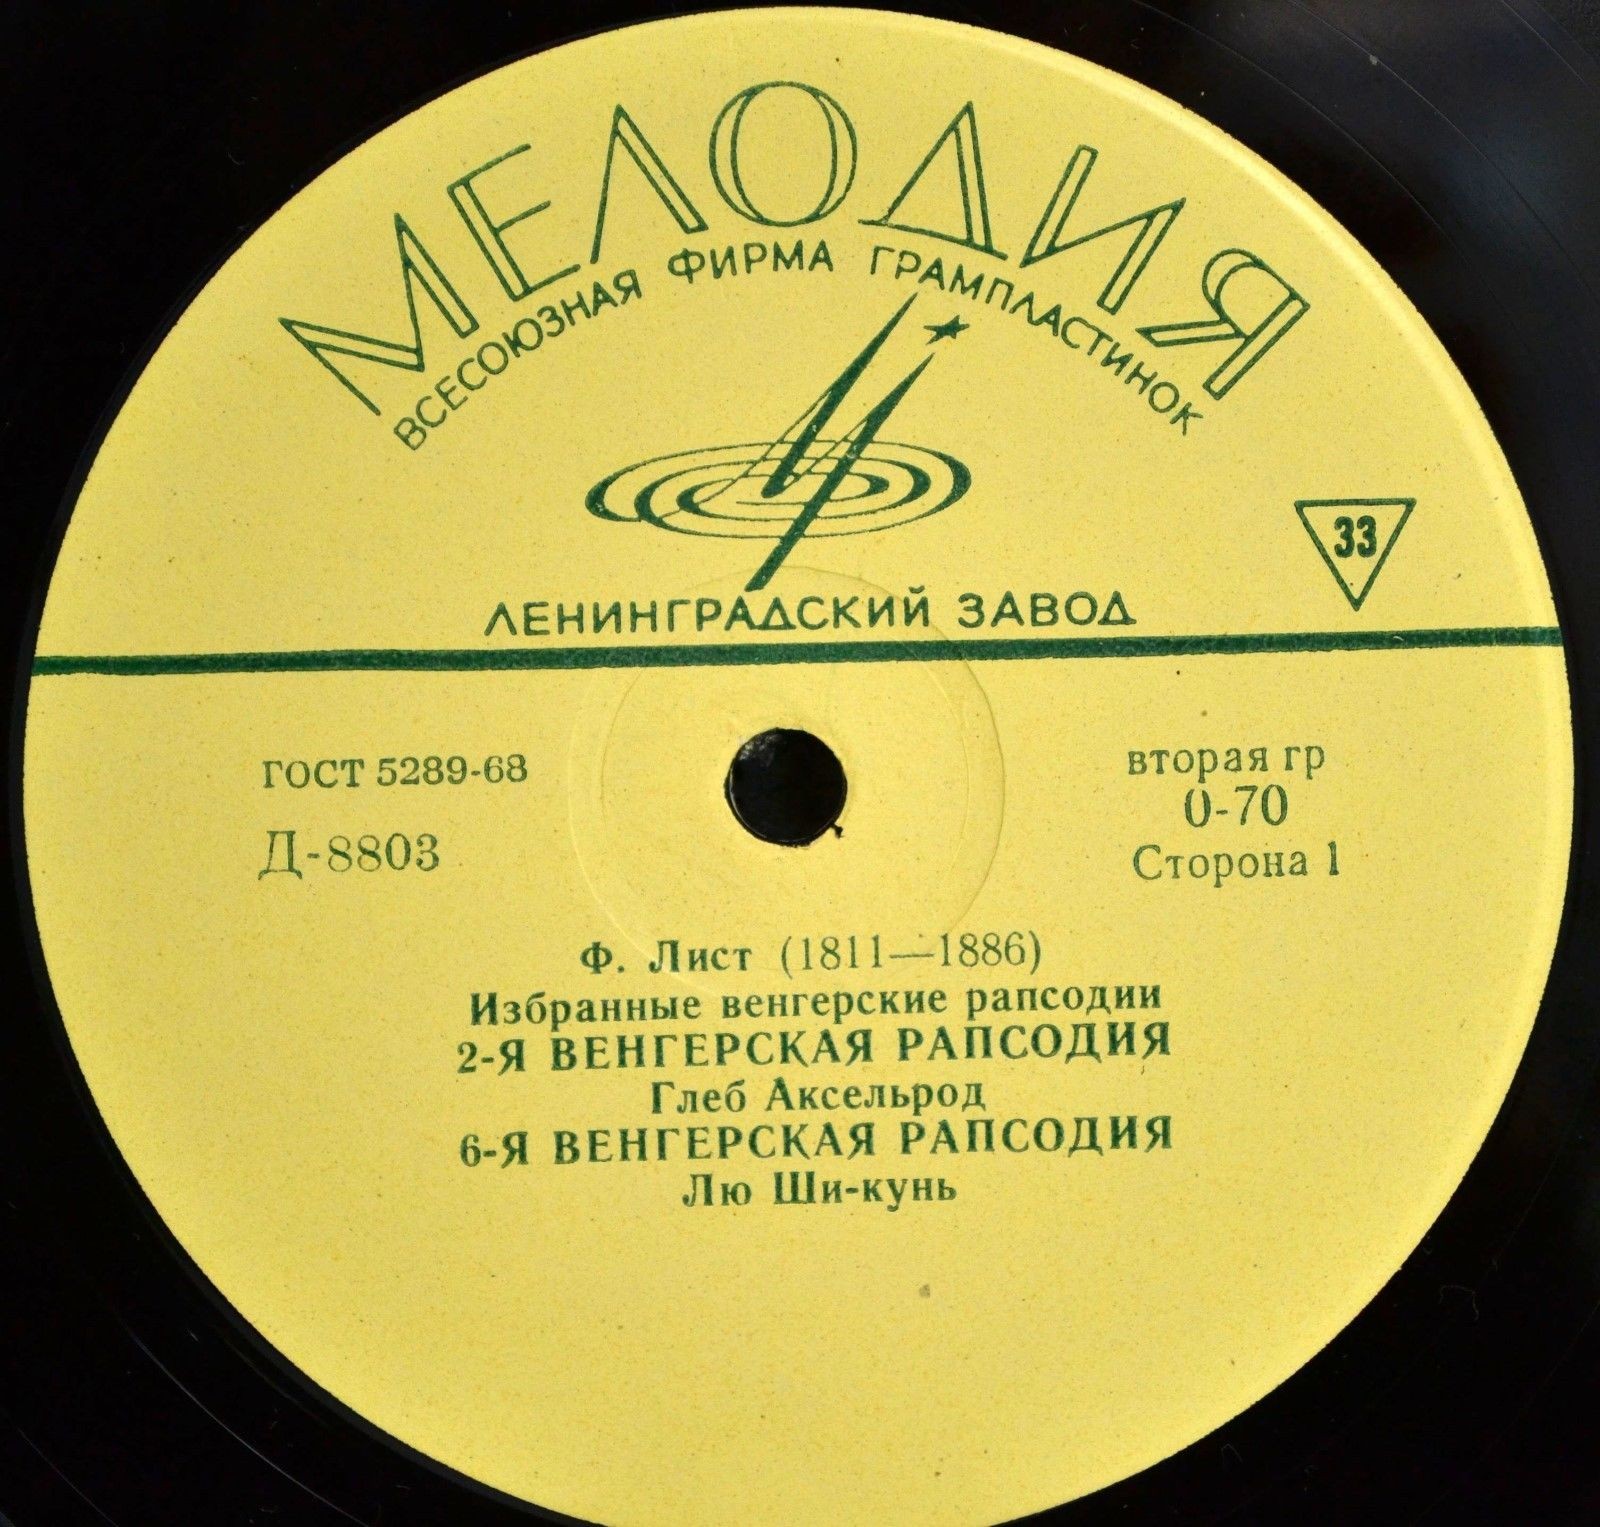 МЕЛОДИЯ
ВСЕСОЮЗНАЯ ФИРМА ГРАМПЛАСТИНОК
33
ЛЕНИНГРАДСКИЙ ЗАВОД
ГОСТ 5289-68
Д-8803
вторая гр
0-70
Сторона 1
Ф. Лист (1811—1886)
Избранные венгерские рапсодии
2-Я ВЕНГЕРСКАЯ РАПСОДИЯ
Глеб Аксельрод
6-Я ВЕНГЕРСКАЯ РАПСОДИЯ
Лю Ши-кунь